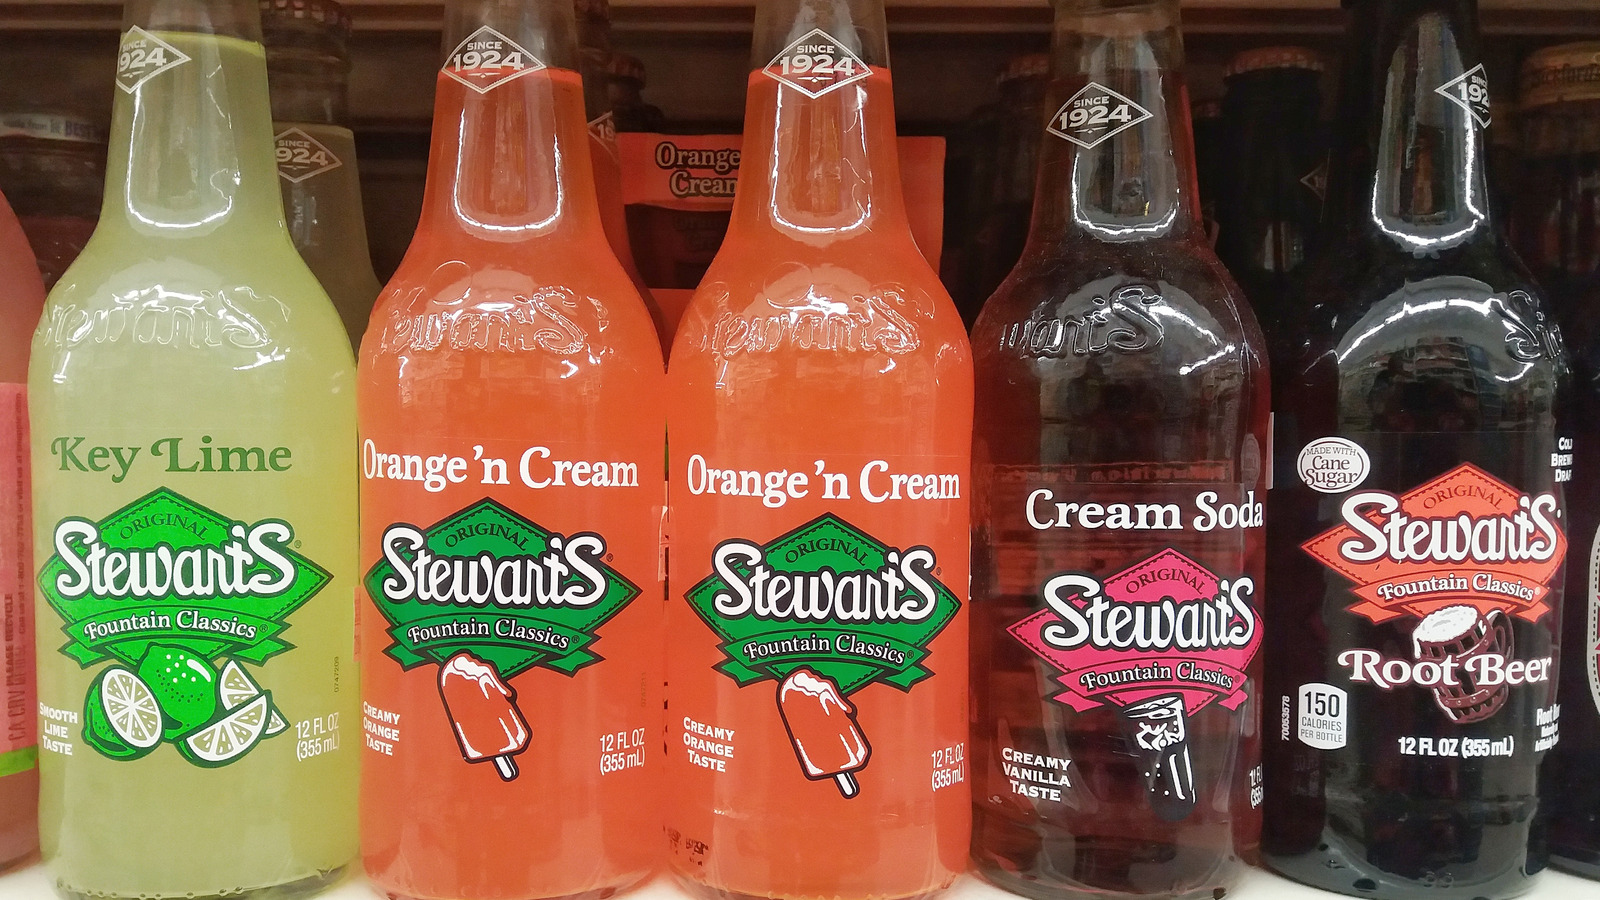 SINCE
1924
Key Lime
ORIGINAL
Stewart's®
Fountain Classics®
SMOOTH
LIME
TASTE
12 FL OZ
(355 mL)
SINCE
1924
SINCE
1924
Stewart's
Orange 'n Cream
ORIGINAL
Stewart's®
Fountain Classics®
CREAMY
ORANGE
TASTE
12 FL OZ
(355 mL)
Orange
Cream
SINCE
1924
Stewart's
Orange 'n Cream
ORIGINAL
Stewart's®
Fountain Classics®
CREAMY
ORANGE
TASTE
12 FL OZ
(355 mL)
SINCE
1924
Cream Soda
ORIGINAL
Stewart's
Fountain Classics®
CREAMY
VANILLA
TASTE
MADE WITH
Cane
Sugar
ORIGINAL
Stewart's®
Fountain Classics®
Root Beer
150
CALORIES
PER BOTTLE
12 FL OZ (355 mL)
70053576